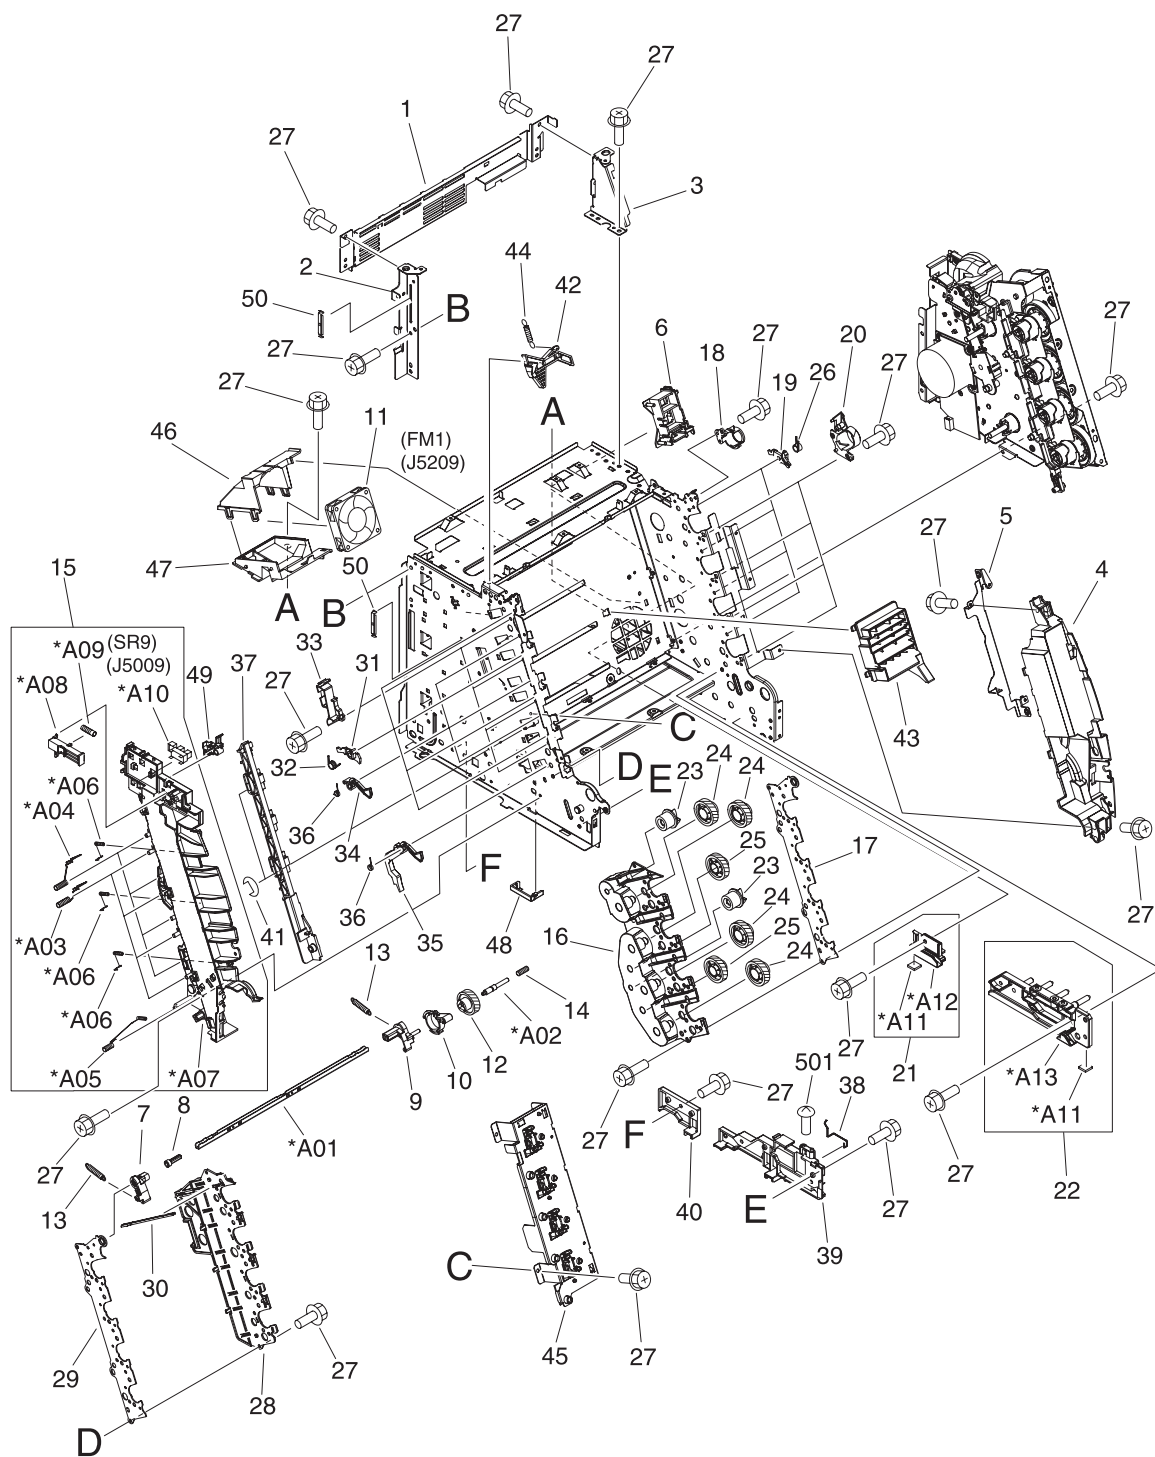 27
27
1
27
3
2
44
42
50
B
6
27
20
27
27
18
27
26
27
19
46
11
(FM1)
(J5209)
A
47
50
27
5
15
A
B
4
*A09
(SR9)
(J5009)
33
37
31
*A08
*A10
49
27
43
C
32
D
E
24
23
24
*A06
*A04
36
34
25
17
F
23
36
24
27
*A03
41
35
48
16
25
*A06
13
24
*A12
*A06
14
*A11
*A02
12
27
21
*A05
*A07
10
*A13
9
501
38
*A11
7
8
27
27
*A01
F
27
27
22
13
40
E
27
30
39
C
29
27
45
27
28
D